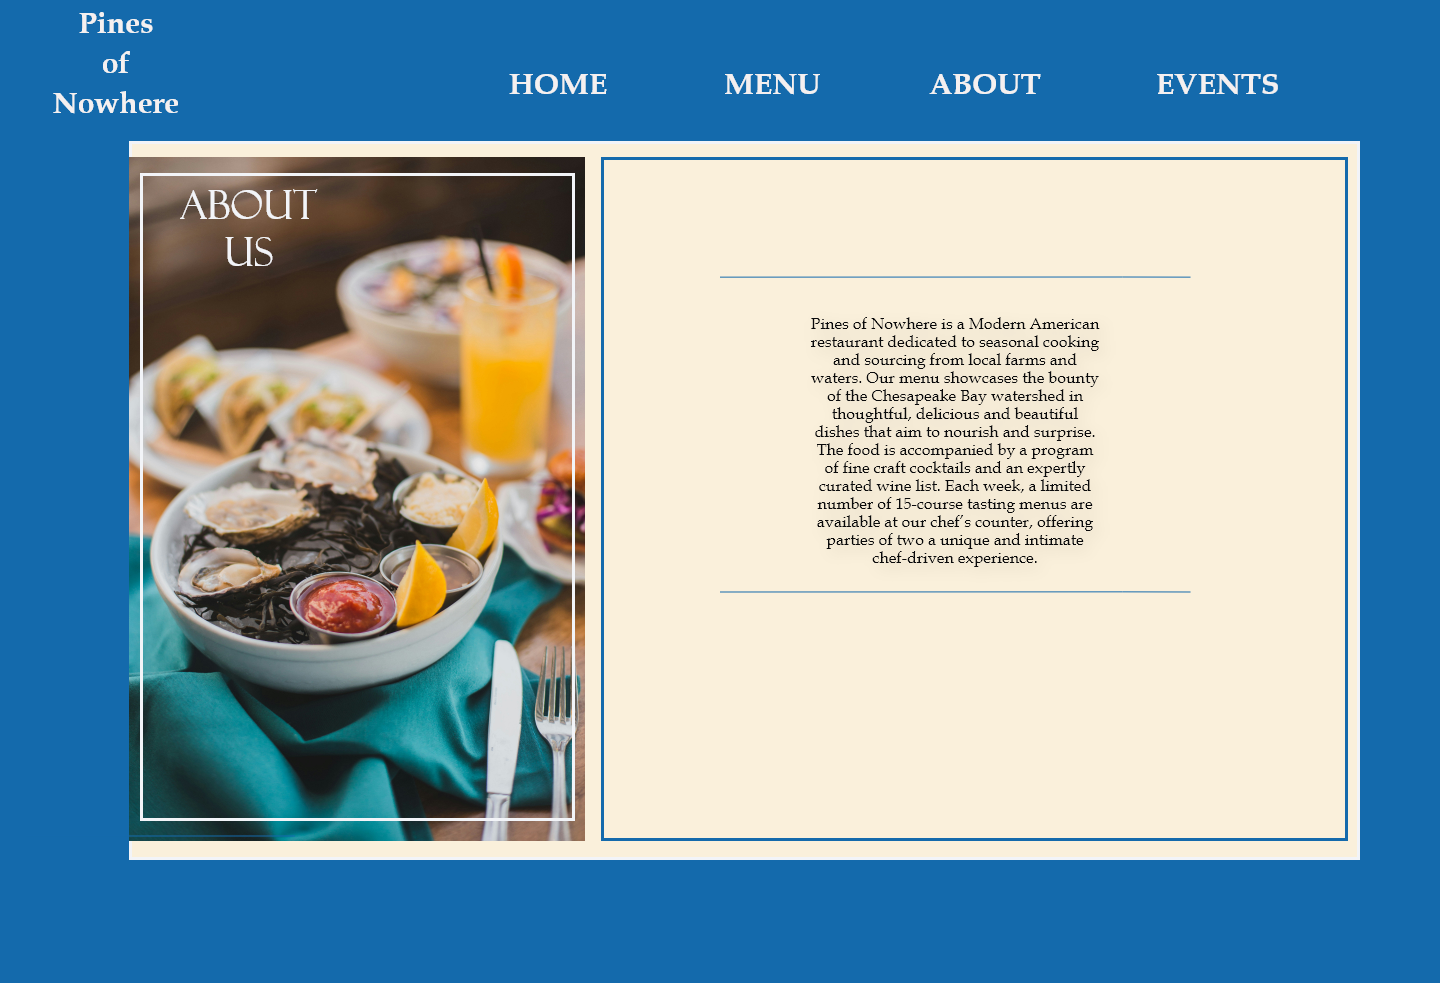 Pines
of
Nowhere
HOME MENU ABOUT EVENTS
ABOUT
US
Pines of Nowhere is a Modern American
restaurant dedicated to seasonal cooking
and sourcing from local farms and
waters. Our menu showcases the bounty
of the Chesapeake Bay watershed in
thoughtful, delicious and beautiful
dishes that aim to nourish and surprise.
The food is accompanied by a program
of fine craft cocktails and an expertly
curated wine list. Each week, a limited
number of 15-course tasting menus are
available at our chef’s counter, offering
parties of two a unique and intimate
chef-driven experience.